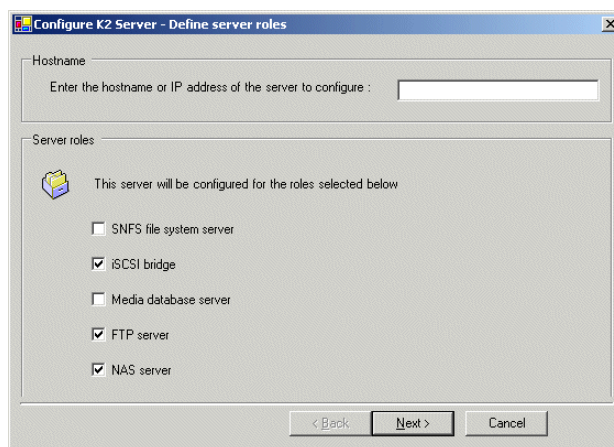 Configure K2 Server - Define server roles
Hostname
Enter the hostname or IP address of the server to configure :
Server roles
This server will be configured for the roles selected below
SNFS file system server
iSCSI bridge
Media database server
FTP server
NAS server
< Back
Next >
Cancel